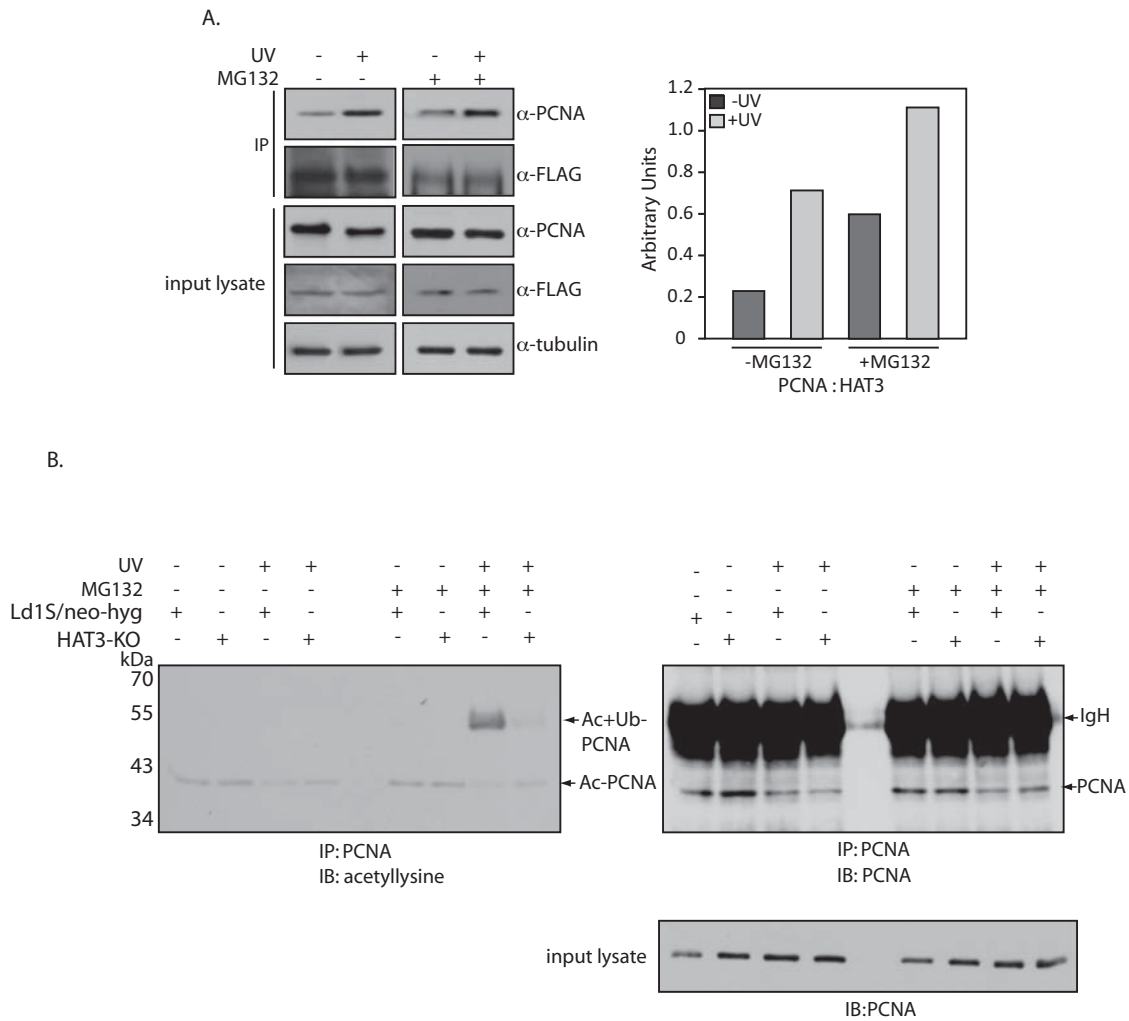 A.
UV - + - +
MG132 - - + +
IP
α-PCNA
α-FLAG
input lysate
α-PCNA
α-FLAG
α-tubulin
1.2
1.0
0.8
0.6
0.4
0.2
0
Arbitrary Units
-UV
+UV
-MG132 +MG132
PCNA : HAT3
B.
UV - - + + - - + +
MG132 - - - - + + + +
Ld1S/neo-hyg + - + - + - + -
HAT3-KO - + - + - + - +
kDa
70
55
43
34
Ac+Ub-
PCNA
Ac-PCNA
IP: PCNA
IB: acetyllysine
- - + + - - + +
- - - - + + + +
+ - + - + - + -
- + - + - + - +
IgH
PCNA
IP: PCNA
IB: PCNA
input lysate
IB:PCNA